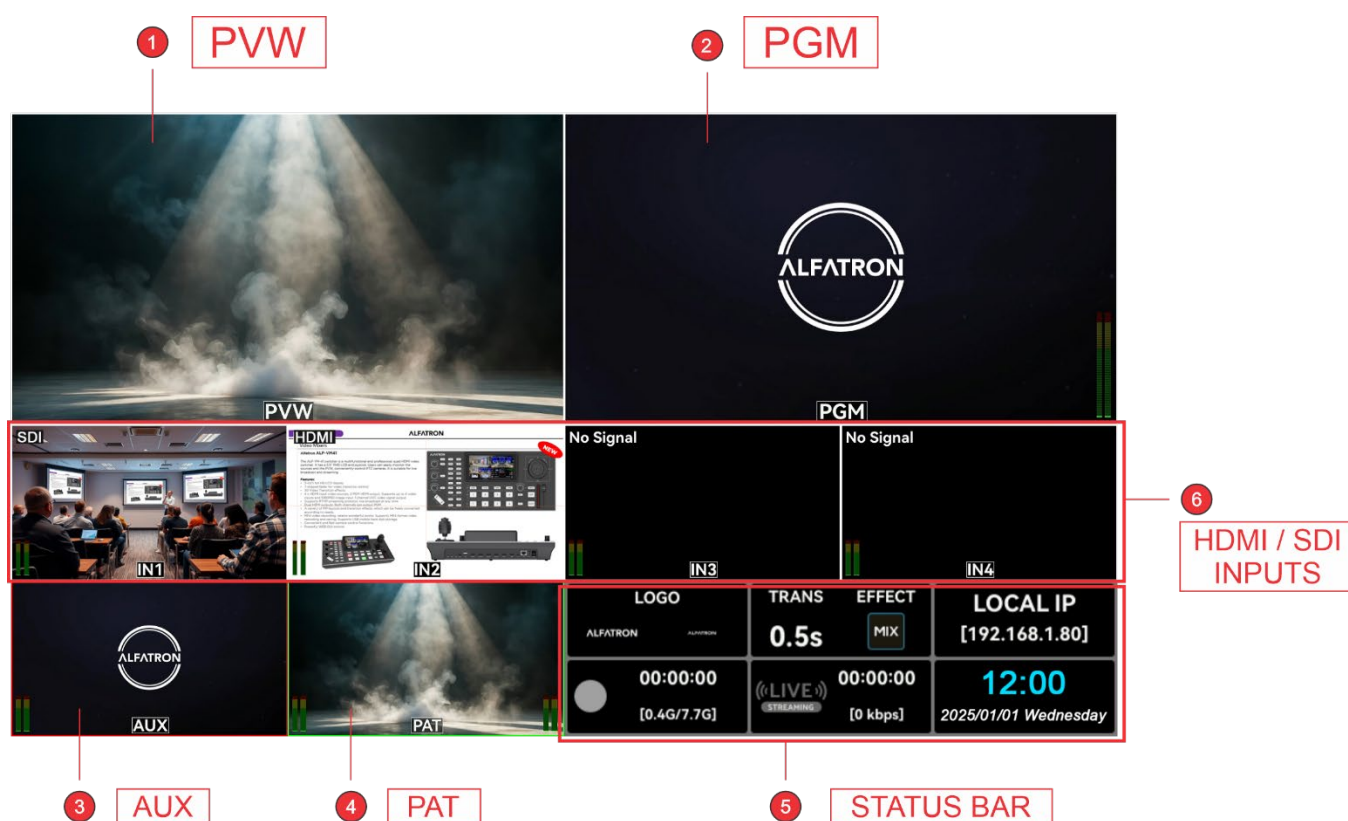 1 PVW
2 PGM
ALFATRON
PVW
PGM
SDI
HDMI
ALFATRON
NEW
Video Mixers
Features
No Signal
No Signal
IN1
IN2
IN3
IN4
6
HDMI / SDI
INPUTS
ALFATRON
AUX
PAT
LOGO
ALFATRON
ALFATRON
TRANS
EFFECT
0.5s
MIX
LOCAL IP
[192.168.1.80]
00:00:00
[0.4G/7.7G]
((LIVE))
STREAMING
00:00:00
[0 kbps]
12:00
2025/01/01 Wednesday
3 AUX
4 PAT
5 STATUS BAR